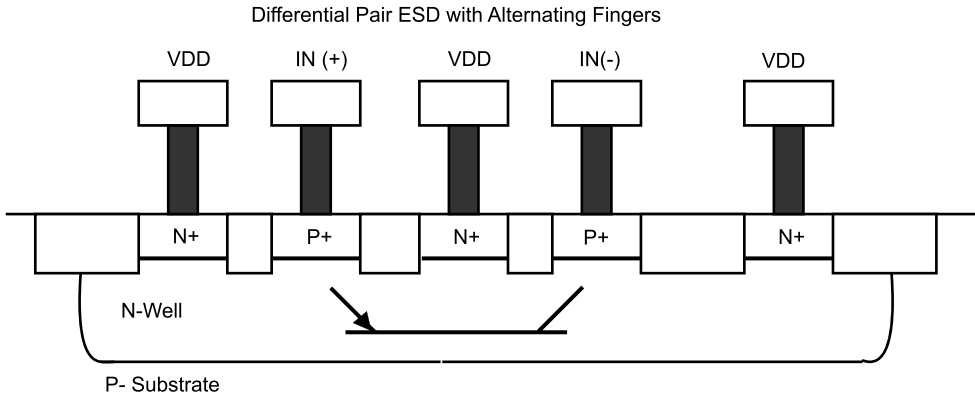 Differential Pair ESD with Alternating Fingers
VDD IN (+) VDD IN(-) VDD
N+ P+ N+ P+ N+
N-Well
P- Substrate